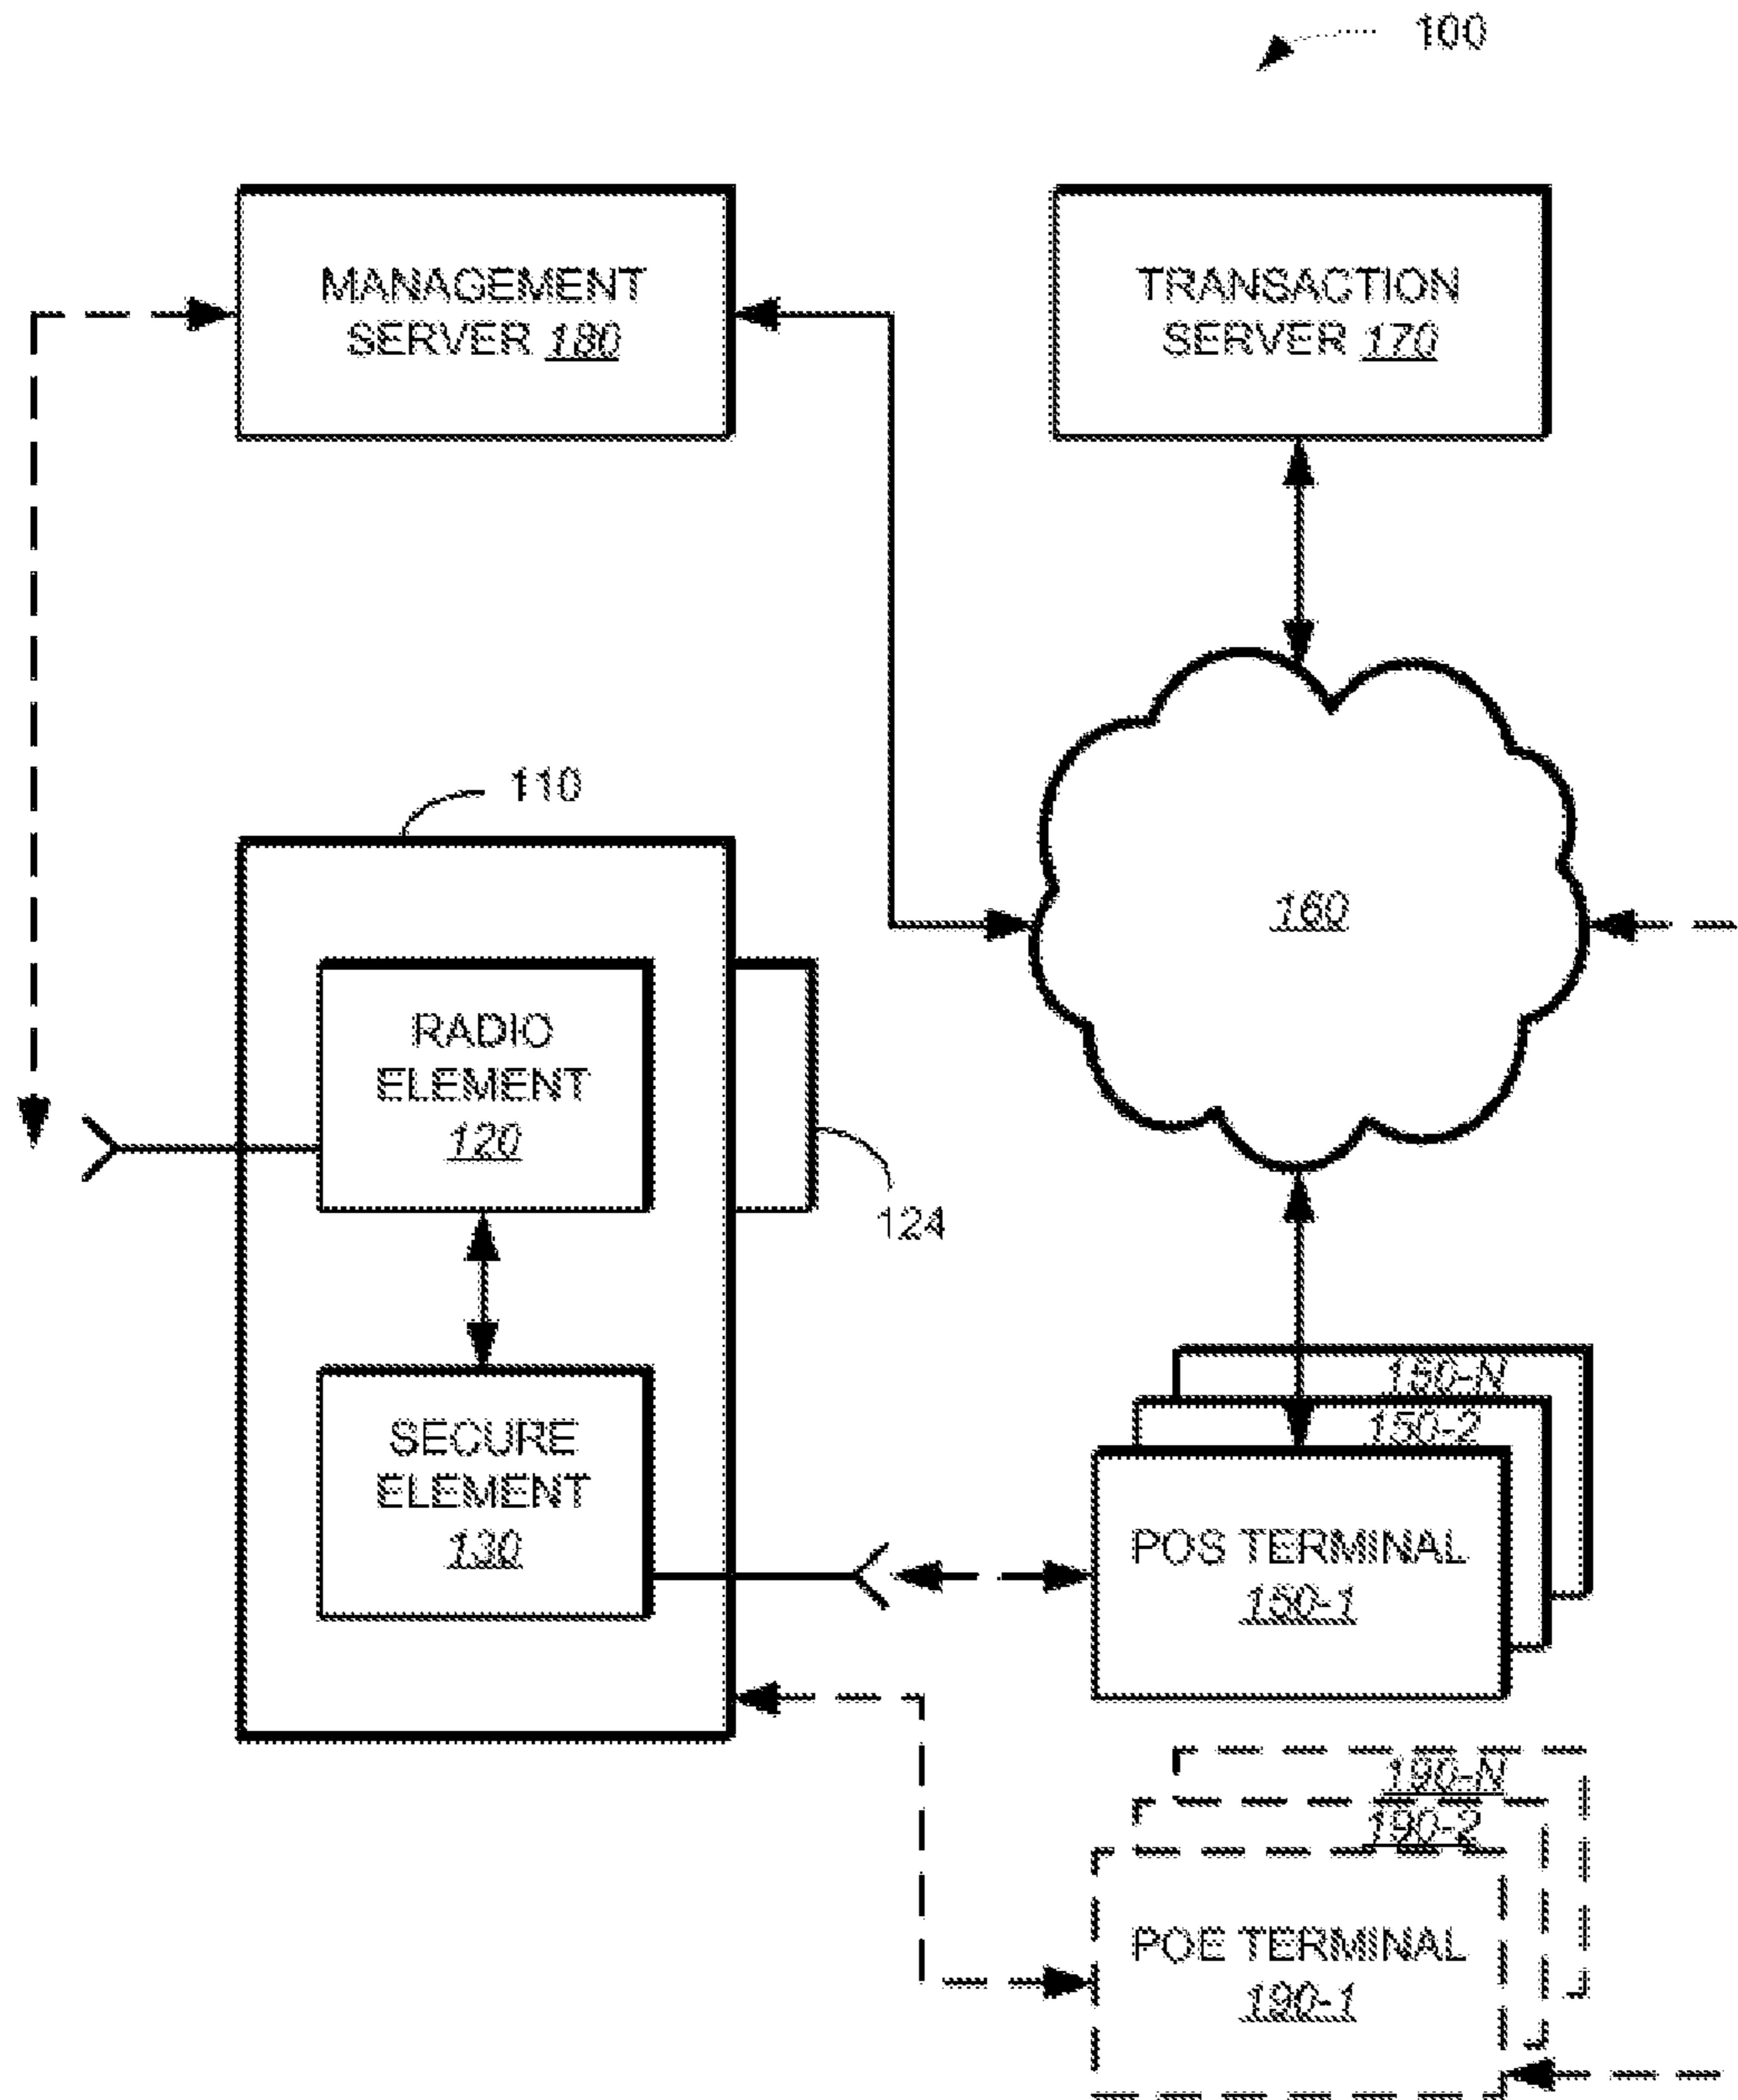 100
MANAGEMENT
SERVER 180
TRANSACTION
SERVER 170
110
160
RADIO
ELEMENT
120
124
SECURE
ELEMENT
130
150-N
150-2
POS TERMINAL
150-1
190-N
190-2
POE TERMINAL
190-1